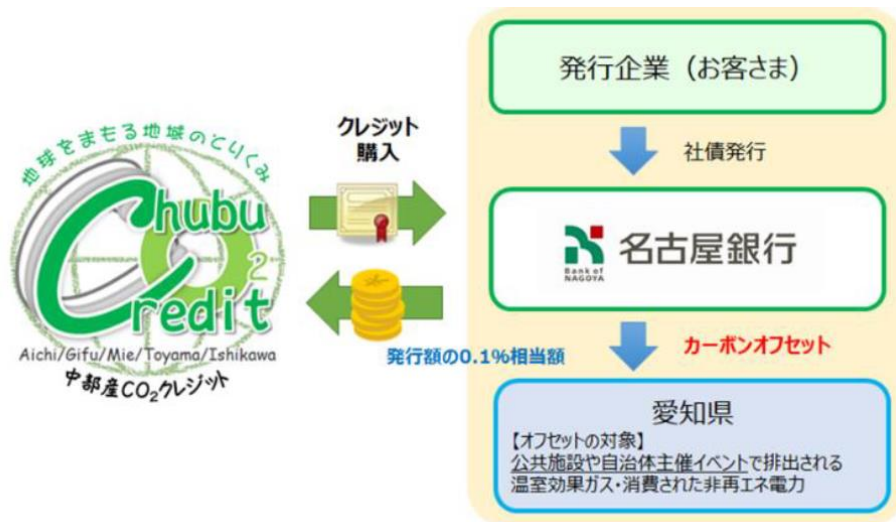 地球をまもる地域のとりくみ
Chubu
CO2
Credit
Aichi/Gifu/Mie/Toyama/Ishikawa
中部産CO₂クレジット
クレジット
購入
発行額の0.1%相当額
発行企業（お客さま）
社債発行
Bank of
NAGOYA
名古屋銀行
カーボンオフセット
愛知県
【オフセットの対象】
公共施設や自治体主催イベントで排出される
温室効果ガス・消費された非再エネ電力